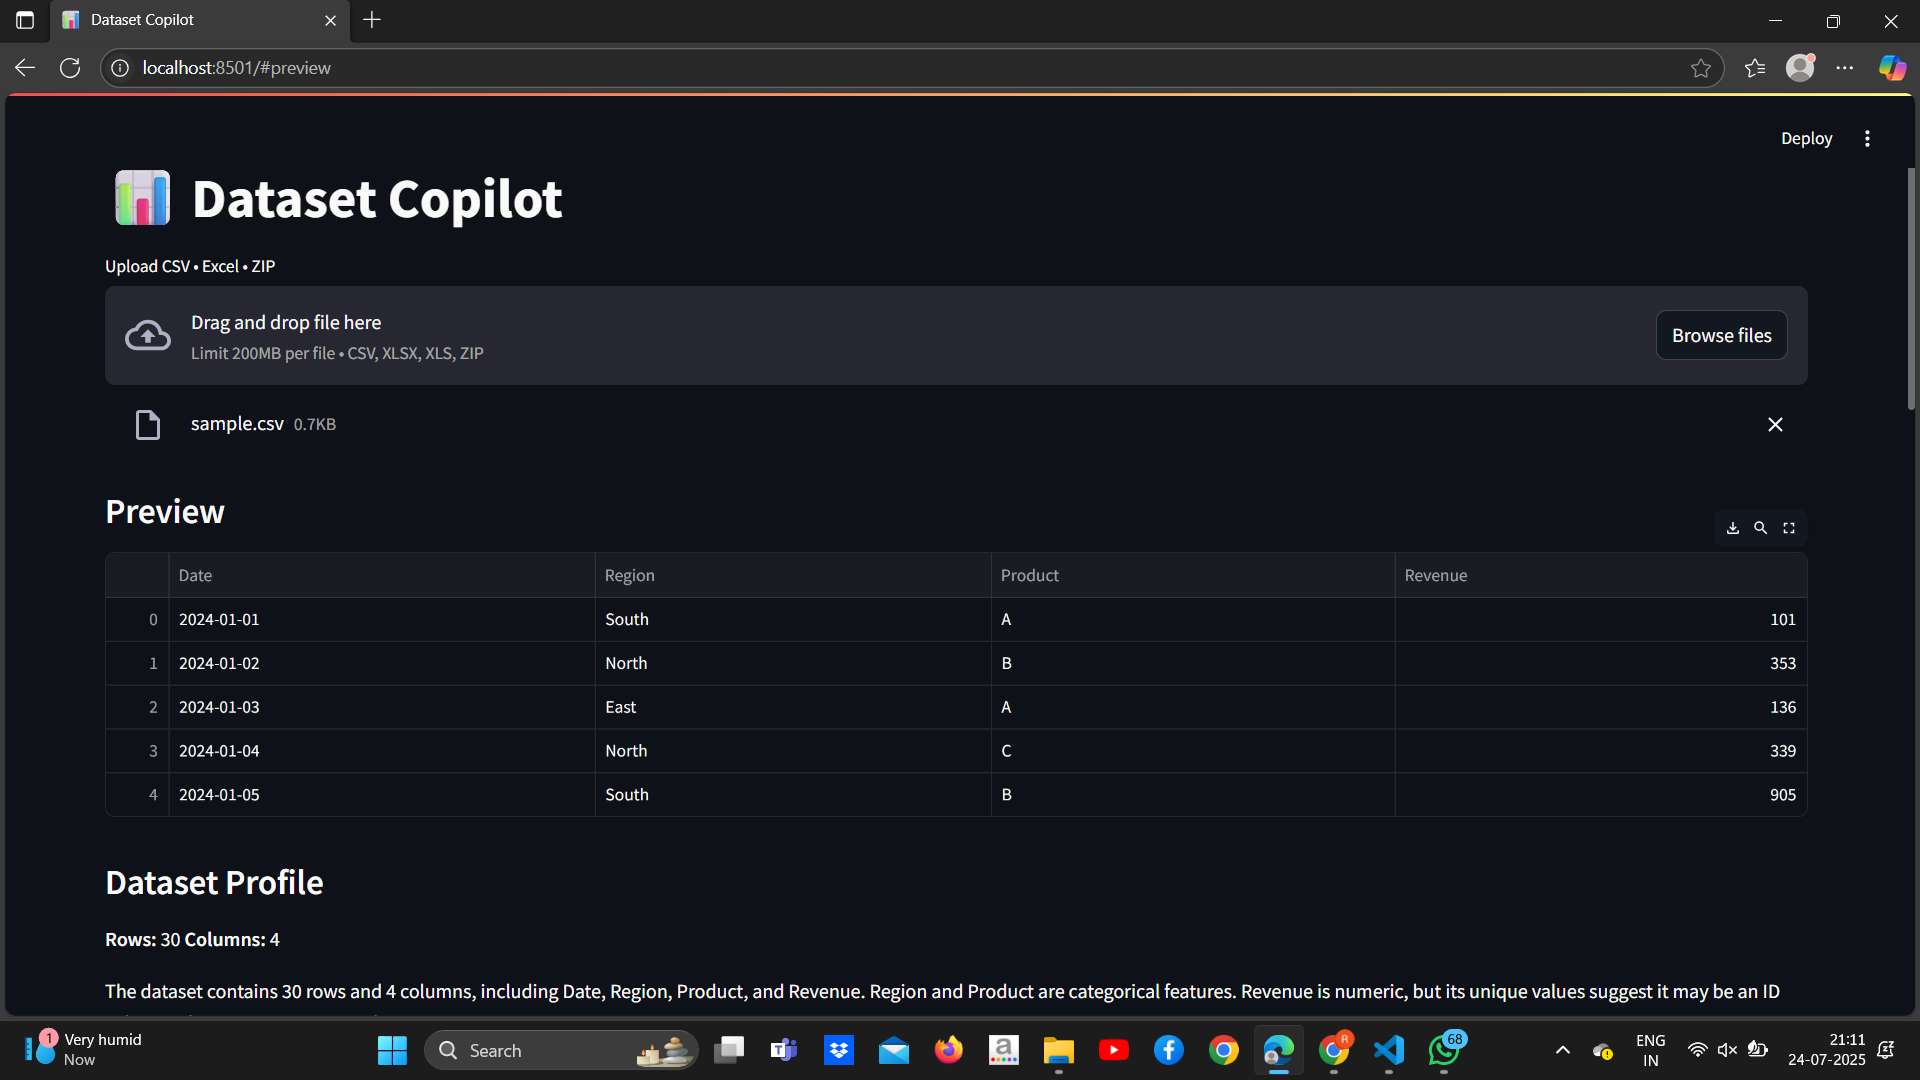 Dataset Copilot
localhost:8501/#preview
Deploy
Dataset Copilot
Upload CSV • Excel • ZIP
Drag and drop file here
Limit 200MB per file • CSV, XLSX, XLS, ZIP
Browse files
sample.csv 0.7KB
Preview
Date Region Product Revenue
0 2024-01-01 South A 101
1 2024-01-02 North B 353
2 2024-01-03 East A 136
3 2024-01-04 North C 339
4 2024-01-05 South B 905
Dataset Profile
Rows: 30 Columns: 4
The dataset contains 30 rows and 4 columns, including Date, Region, Product, and Revenue. Region and Product are categorical features. Revenue is numeric, but its unique values suggest it may be an ID
1 Very humid
Now
Search
R
68
ENG
IN
21:11
24-07-2025